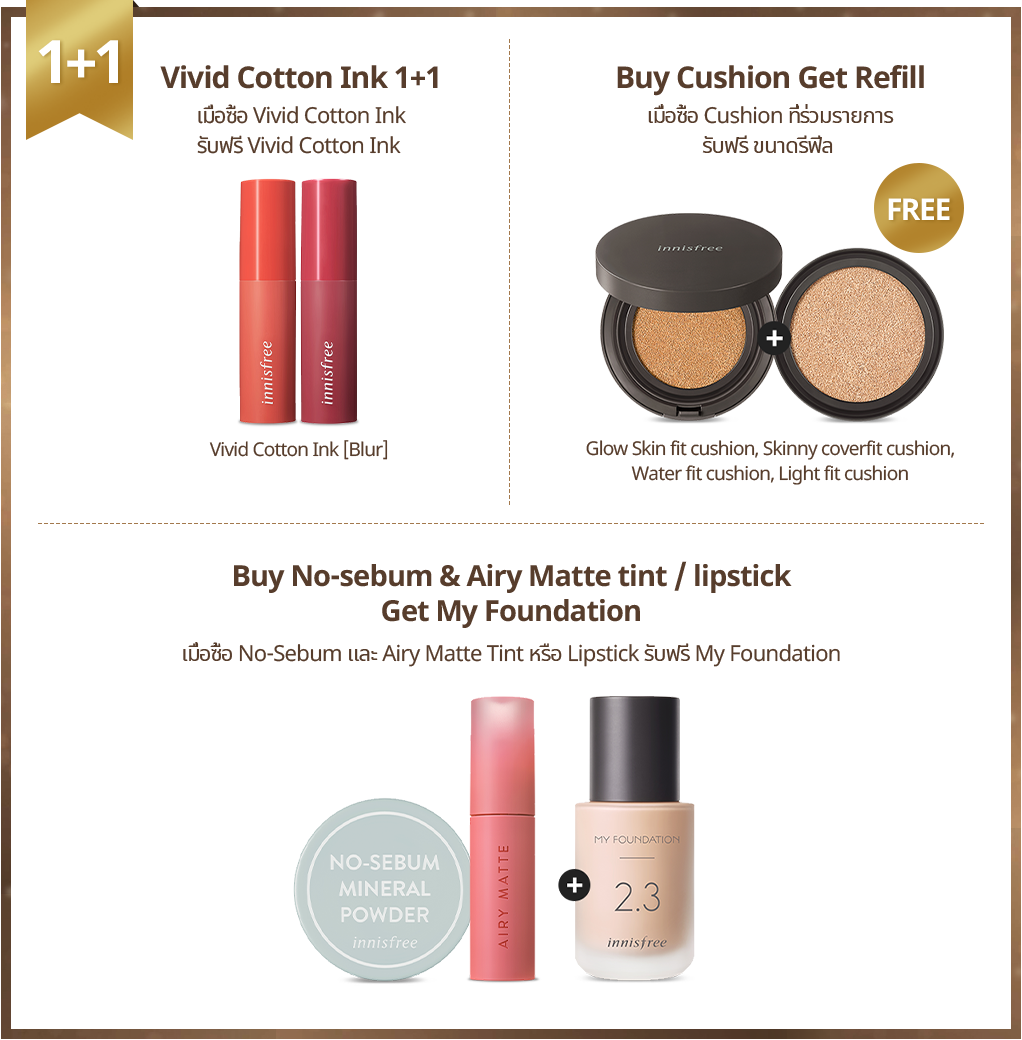 1+1
Vivid Cotton Ink 1+1
เมื่อซื้อ Vivid Cotton Ink
รับฟรี Vivid Cotton Ink
innisfree
innisfree
Vivid Cotton Ink [Blur]
Buy Cushion Get Refill
เมื่อซื้อ Cushion ที่ร่วมรายการ
รับฟรี ขนาดรีฟิล
FREE
innisfree
+
Glow Skin fit cushion, Skinny coverfit cushion,
Water fit cushion, Light fit cushion
Buy No-sebum & Airy Matte tint / lipstick
Get My Foundation
เมื่อซื้อ No-Sebum และ Airy Matte Tint หรือ Lipstick รับฟรี My Foundation
NO-SEBUM
MINERAL
POWDER
innisfree
AIRY MATTE
+
MY FOUNDATION
2.3
innisfree